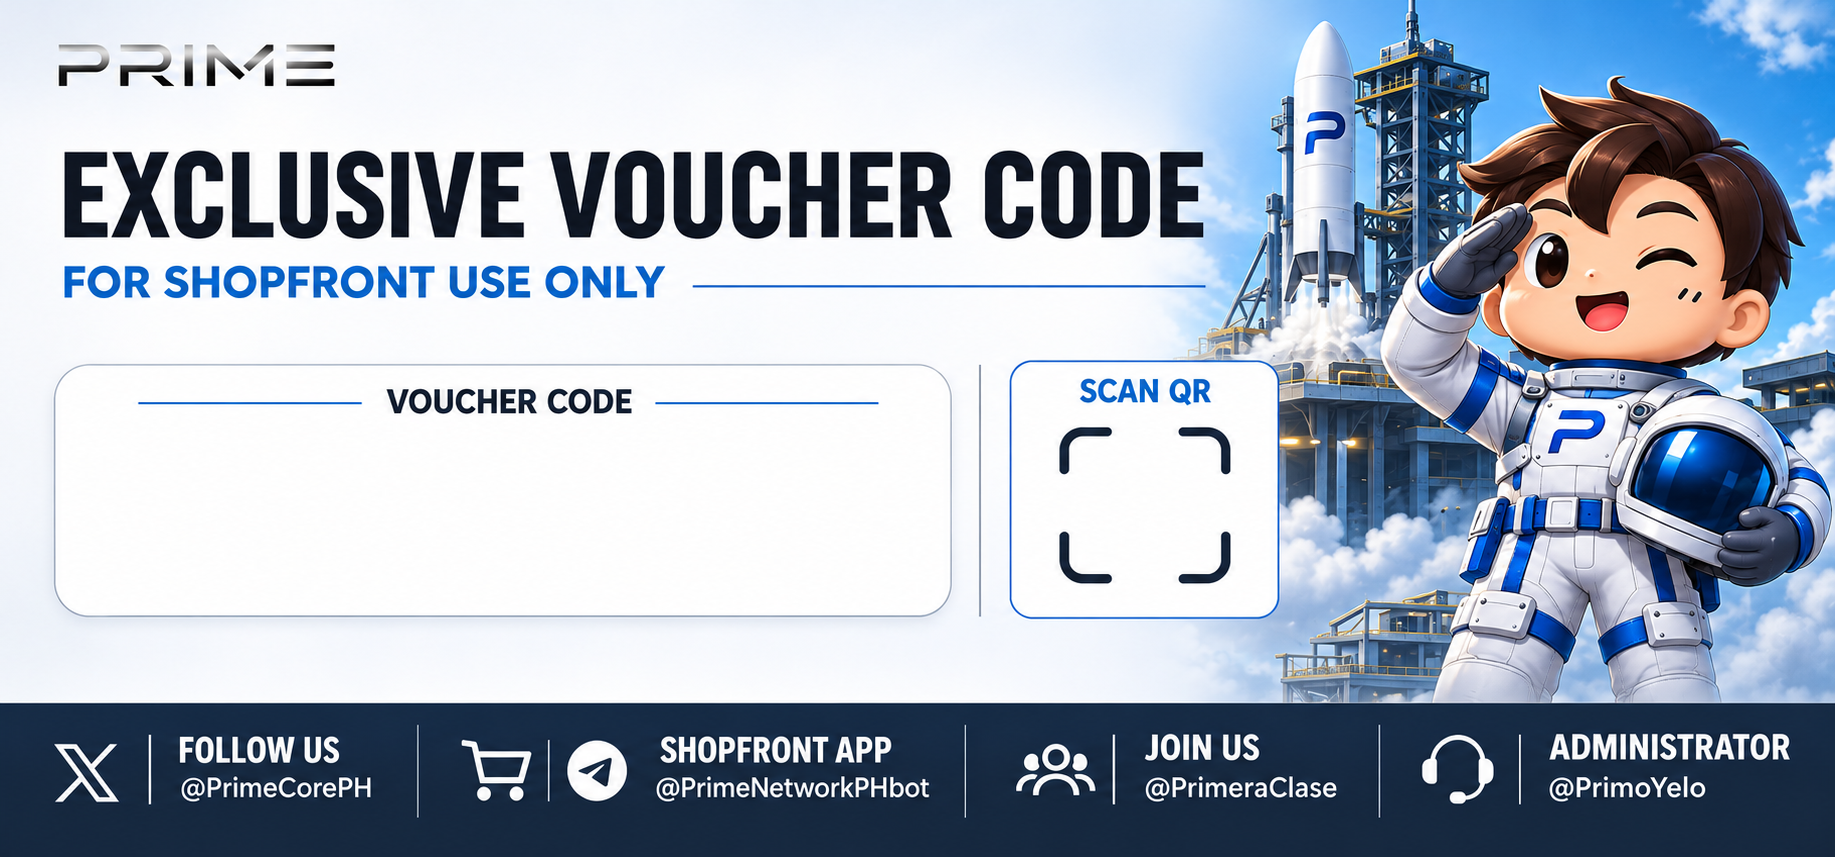 PRIME
EXCLUSIVE VOUCHER CODE
FOR SHOPFRONT USE ONLY
VOUCHER CODE
SCAN QR
P
P
FOLLOW US
@PrimeCorePH
SHOPFRONT APP
@PrimeNetworkPHbot
JOIN US
@PrimeraClase
ADMINISTRATOR
@PrimoYelo